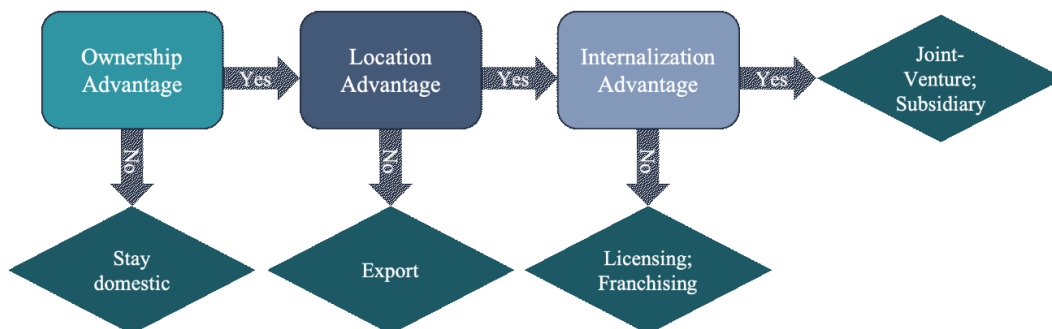 Ownership
Advantage
Yes
Location
Advantage
Yes
Internalization
Advantage
Yes
Joint-
Venture;
Subsidiary
No
No
No
Stay
domestic
Export
Licensing;
Franchising